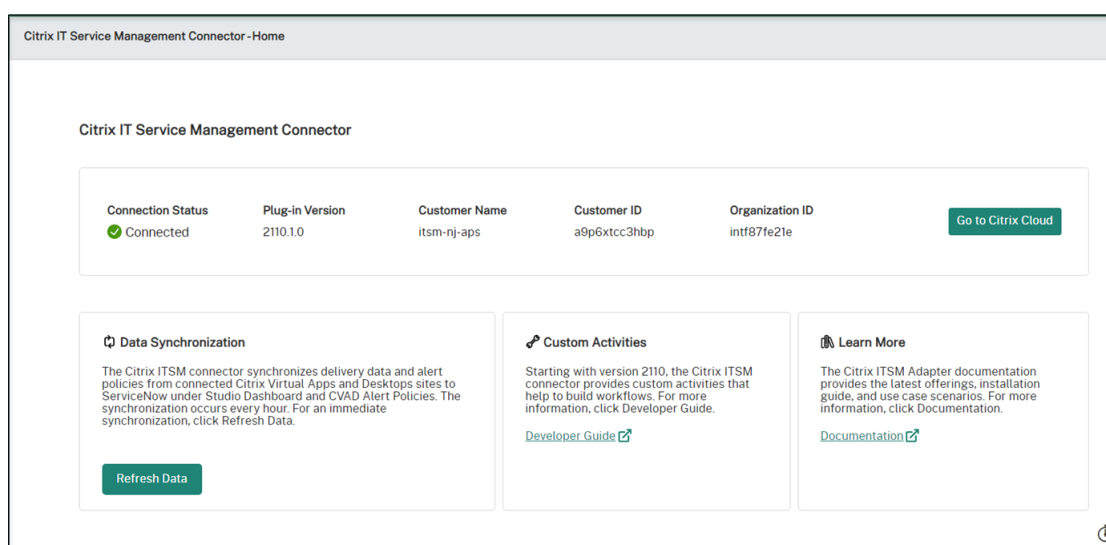 Citrix IT Service Management Connector - Home
Citrix IT Service Management Connector
Connection Status Plug-in Version Customer Name Customer ID Organization ID
Connected 2110.1.0 itsm-nj-aps a9p6xtcc3hbp intf87fe21e
Go to Citrix Cloud
Data Synchronization
The Citrix ITSM connector synchronizes delivery data and alert
policies from connected Citrix Virtual Apps and Desktops sites to
ServiceNow under Studio Dashboard and CVAD Alert Policies. The
synchronization occurs every hour. For an immediate
synchronization, click Refresh Data.
Refresh Data
Custom Activities
Starting with version 2110, the Citrix ITSM
connector provides custom activities that
help to build workflows. For more
information, click Developer Guide.
Developer Guide
Learn More
The Citrix ITSM Adapter documentation
provides the latest offerings, installation
guide, and use case scenarios. For more
information, click Documentation.
Documentation